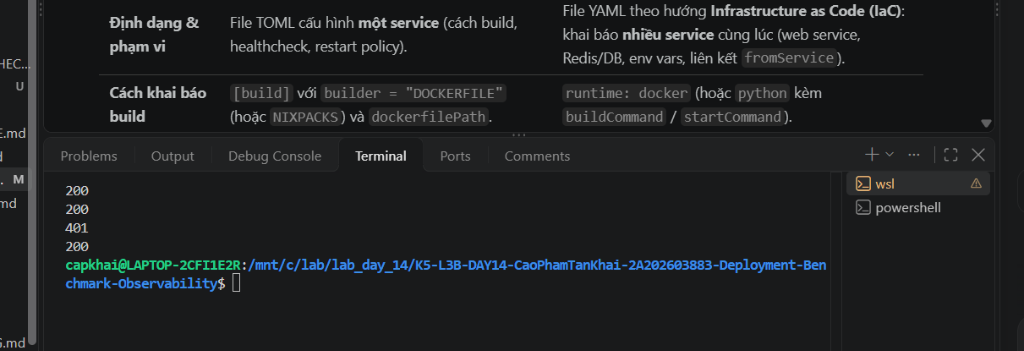 HEC...
U
E.md
d
. M
md
G.md
Định dạng & phạm vi
File TOML cấu hình một service (cách build, healthcheck, restart policy).
File YAML theo hướng Infrastructure as Code (IaC): khai báo nhiều service cùng lúc (web service, Redis/DB, env vars, liên kết fromService).
Cách khai báo build
[build] với builder = "DOCKERFILE" (hoặc NIXPACKS) và dockerfilePath.
runtime: docker (hoặc python kèm buildCommand / startCommand).
Problems Output Debug Console Terminal Ports Comments
200
200
401
200
capkhai@LAPTOP-2CFI1E2R:/mnt/c/lab/lab_day_14/K5-L3B-DAY14-CaoPhamTanKhai-2A202603883-Deployment-Ben
chmark-Observability$
wsl
powershell